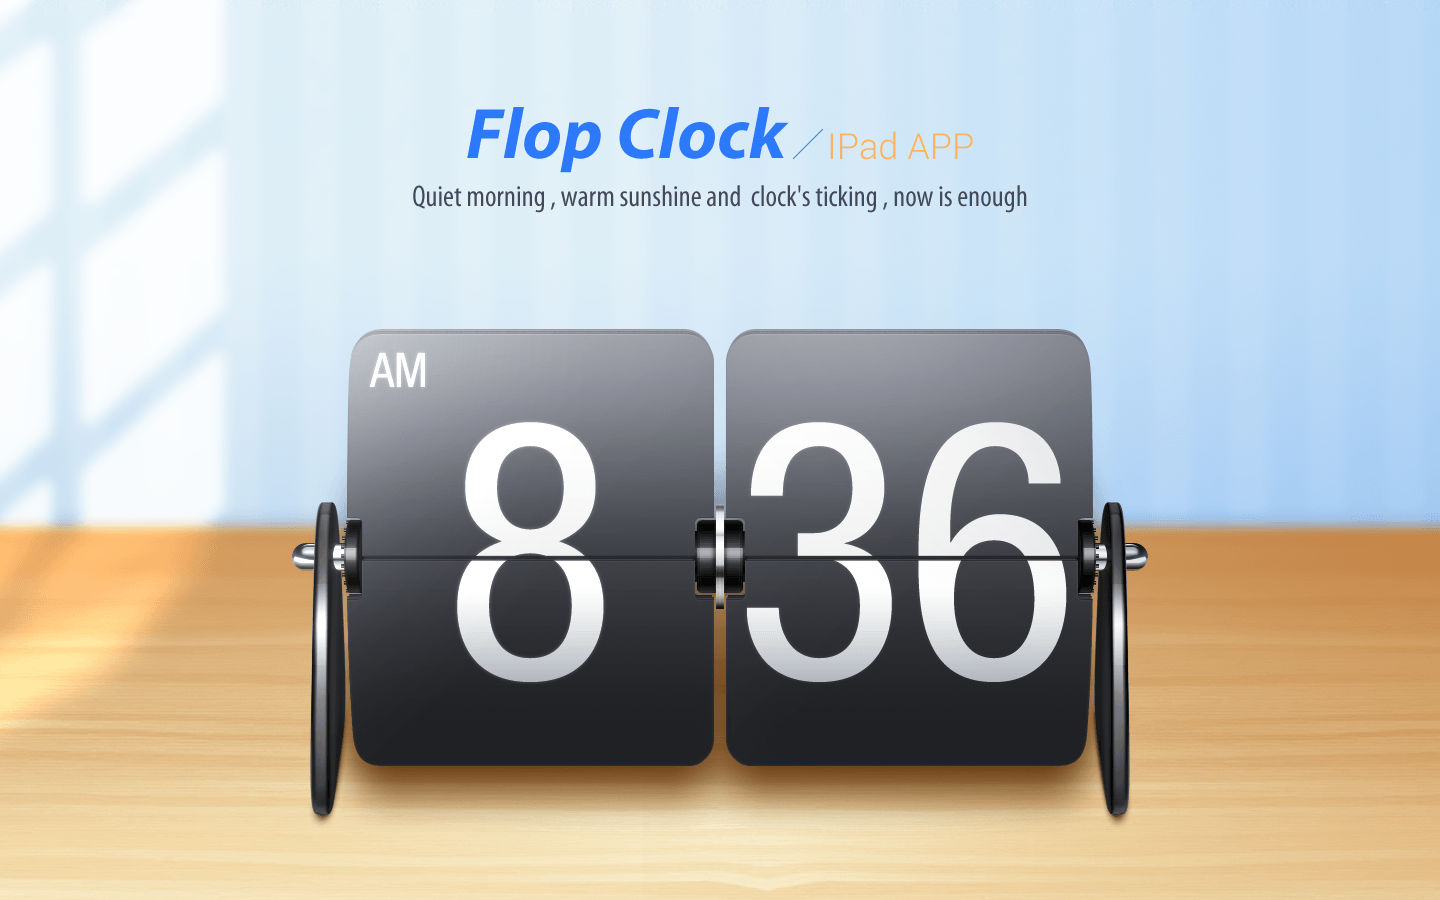 Flop Clock / IPad APP
Quiet morning , warm sunshine and clock's ticking , now is enough
AM
8 36